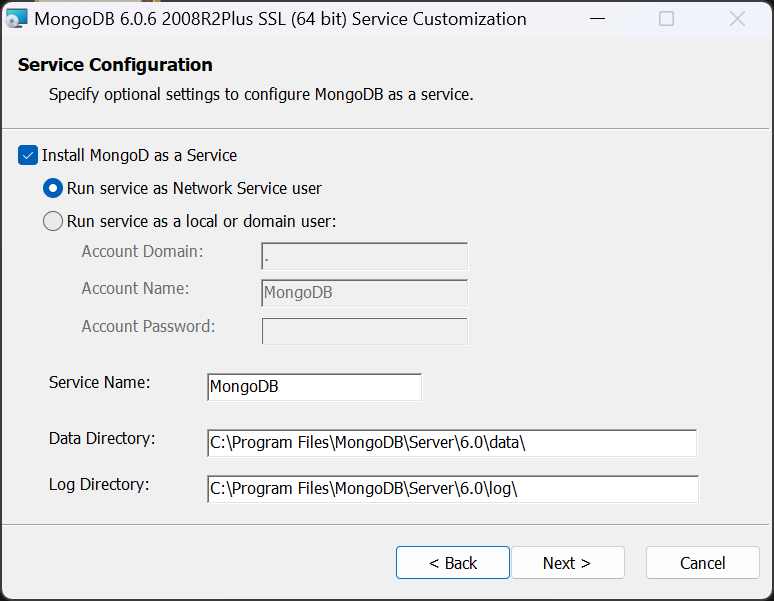 MongoDB 6.0.6 2008R2Plus SSL (64 bit) Service Customization
Service Configuration
Specify optional settings to configure MongoDB as a service.
Install MongoD as a Service
Run service as Network Service user
Run service as a local or domain user:
Account Domain: .
Account Name: MongoDB
Account Password:
Service Name: MongoDB
Data Directory: C:\Program Files\MongoDB\Server\6.0\data\
Log Directory: C:\Program Files\MongoDB\Server\6.0\log\
< Back Next > Cancel